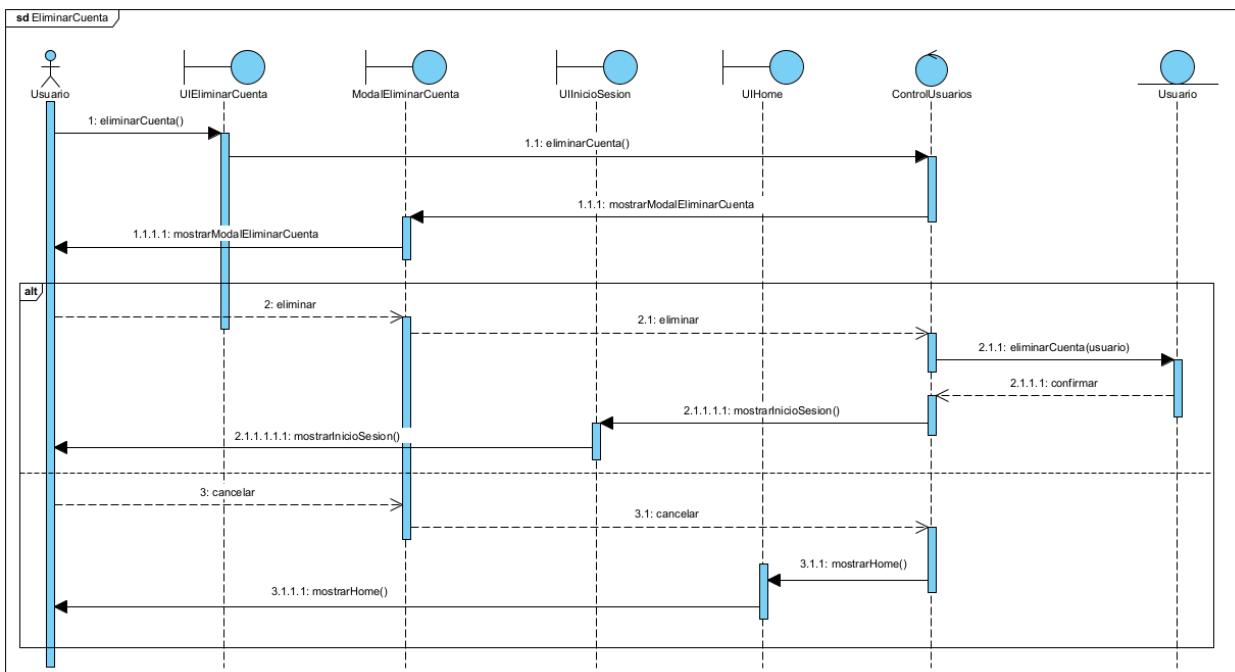 sd EliminarCuenta
Usuario
UIEliminarCuenta
ModalEliminarCuenta
UIInicioSesion
UIHome
ControlUsuarios
Usuario
1: eliminarCuenta()
1.1: eliminarCuenta()
1.1.1: mostrarModalEliminarCuenta
1.1.1.1: mostrarModalEliminarCuenta
alt
2: eliminar
2.1: eliminar
2.1.1: eliminarCuenta(usuario)
2.1.1.1: confirmar
2.1.1.1.1: mostrarInicioSesion()
2.1.1.1.1.1: mostrarInicioSesion()
3: cancelar
3.1: cancelar
3.1.1: mostrarHome()
3.1.1.1: mostrarHome()